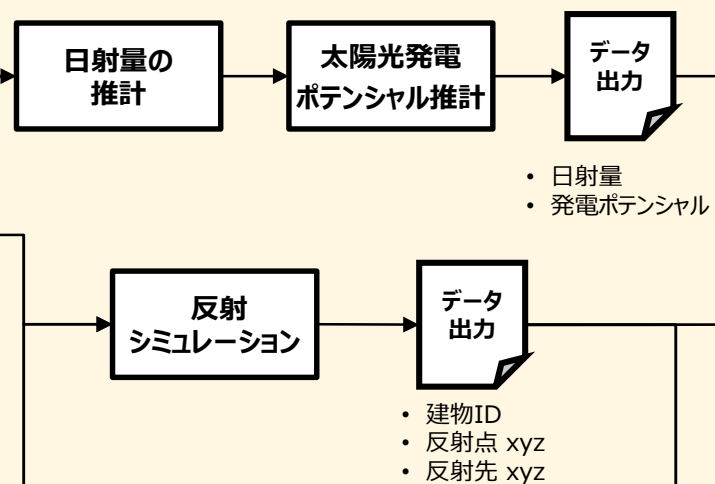 日射量の
推計
太陽光発電
ポテンシャル推計
データ
出力
• 日射量
• 発電ポテンシャル
反射
シミュレーション
データ
出力
• 建物ID
• 反射点 xyz
• 反射先 xyz